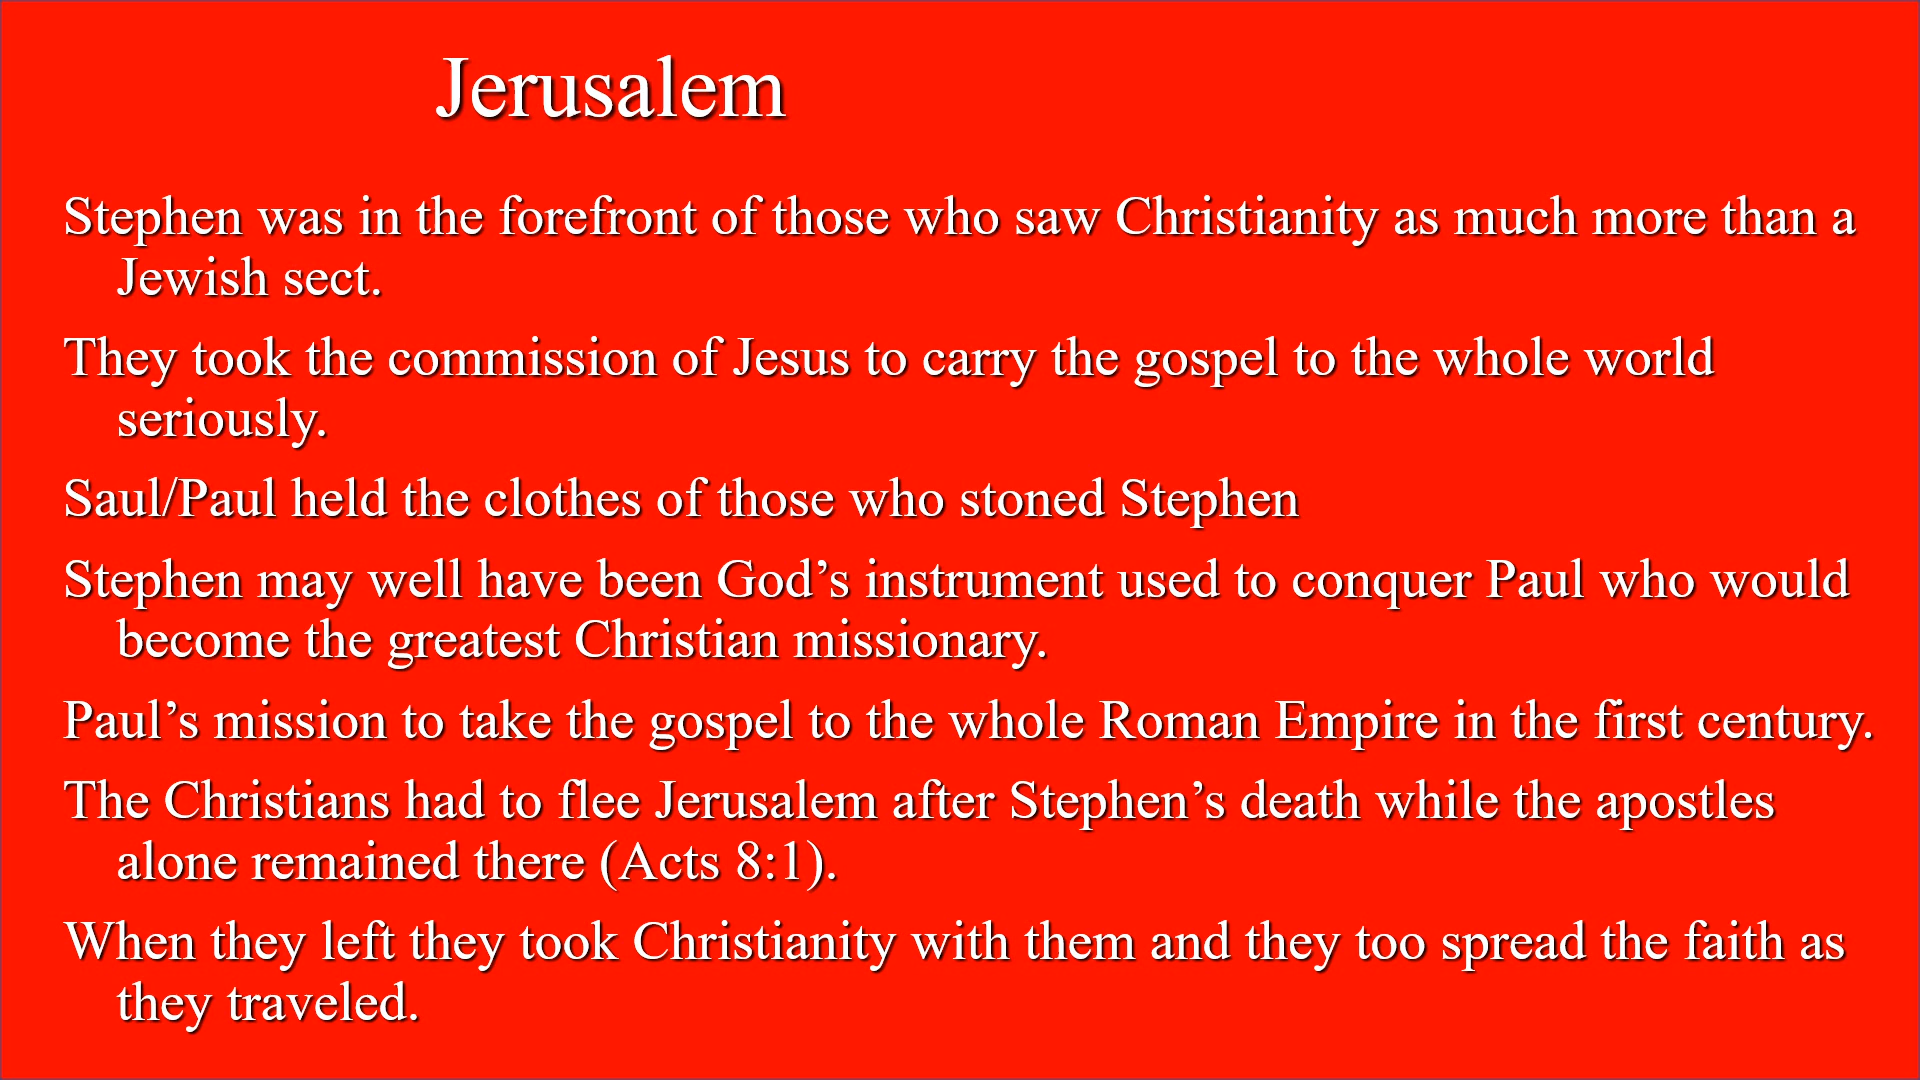 Jerusalem
Stephen was in the forefront of those who saw Christianity as much more than a
Jewish sect.
They took the commission of Jesus to carry the gospel to the whole world
seriously.
Saul/Paul held the clothes of those who stoned Stephen
Stephen may well have been God’s instrument used to conquer Paul who would
become the greatest Christian missionary.
Paul’s mission to take the gospel to the whole Roman Empire in the first century.
The Christians had to flee Jerusalem after Stephen’s death while the apostles
alone remained there (Acts 8:1).
When they left they took Christianity with them and they too spread the faith as
they traveled.